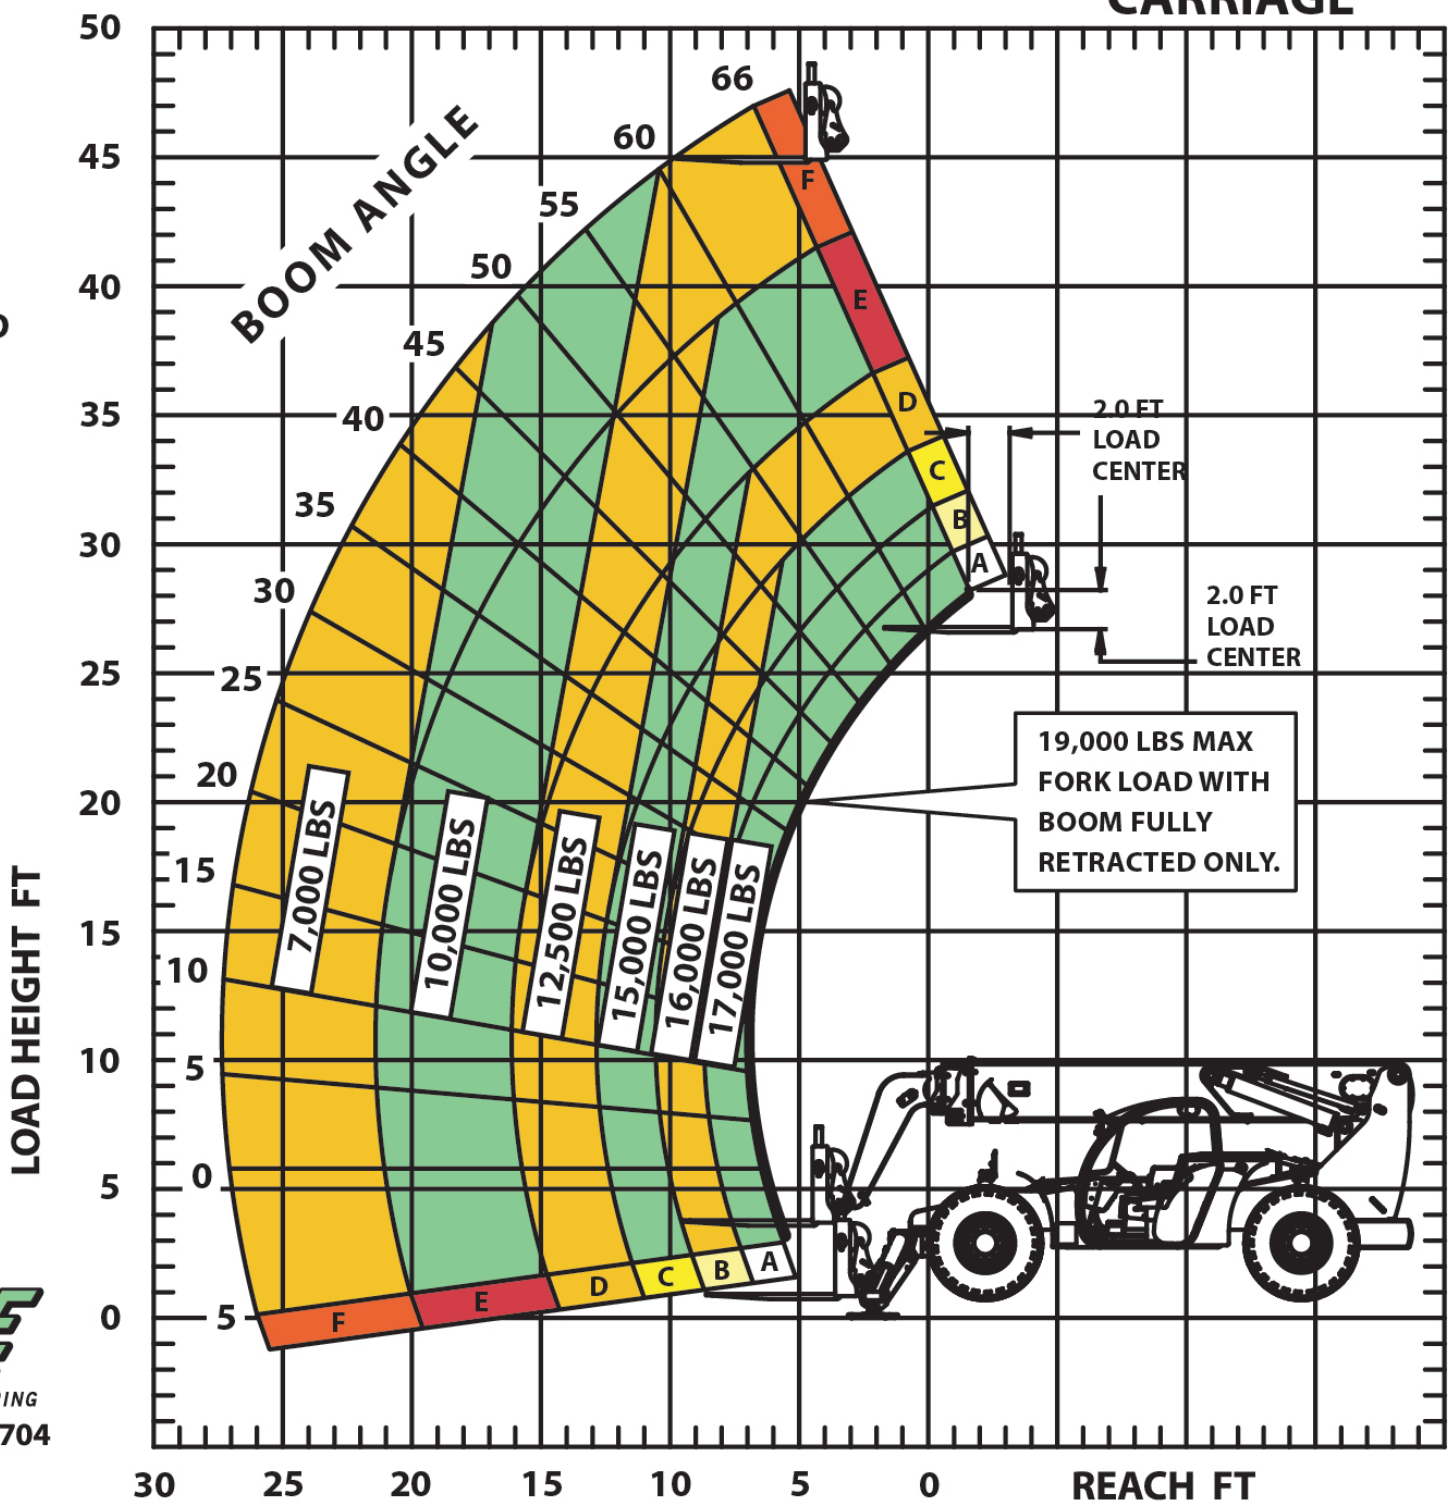 CARRIAGE
50
45
40
35
30
25
20
15
10
5
0
LOAD HEIGHT FT
BOOM ANGLE
66
60
55
50
45
40
35
30
25
20
15
10
5
0
5
F
E
D
C
B
A
2.0 FT
LOAD
CENTER
2.0 FT
LOAD
CENTER
19,000 LBS MAX
FORK LOAD WITH
BOOM FULLY
RETRACTED ONLY.
7,000 LBS
10,000 LBS
12,500 LBS
15,000 LBS
16,000 LBS
17,000 LBS
F
E
D
C
B
A
ING
704
30
25
20
15
10
5
0
REACH FT